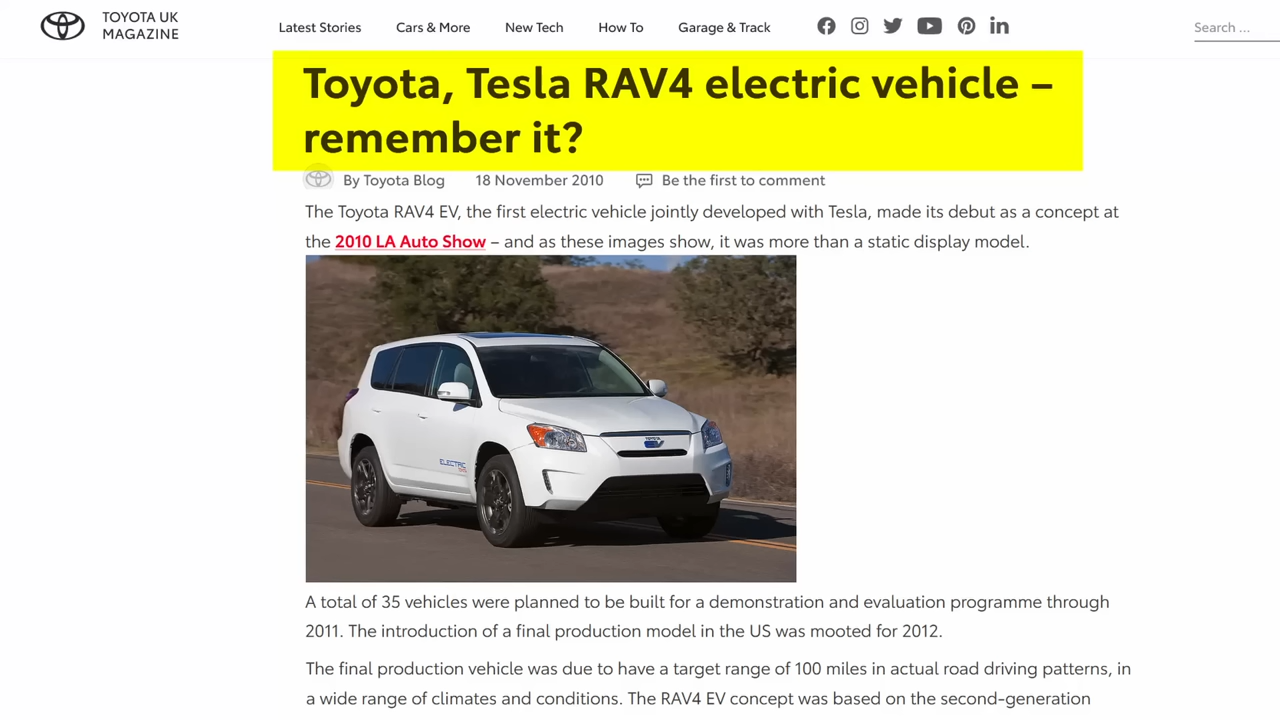 TOYOTA UK
MAGAZINE
Latest Stories
Cars & More
New Tech
How To
Garage & Track
Search ...
Toyota, Tesla RAV4 electric vehicle –
remember it?
By Toyota Blog
18 November 2010
Be the first to comment
The Toyota RAV4 EV, the first electric vehicle jointly developed with Tesla, made its debut as a concept at
the 2010 LA Auto Show – and as these images show, it was more than a static display model.
ELECTRIC
A total of 35 vehicles were planned to be built for a demonstration and evaluation programme through
2011. The introduction of a final production model in the US was mooted for 2012.
The final production vehicle was due to have a target range of 100 miles in actual road driving patterns, in
a wide range of climates and conditions. The RAV4 EV concept was based on the second-generation